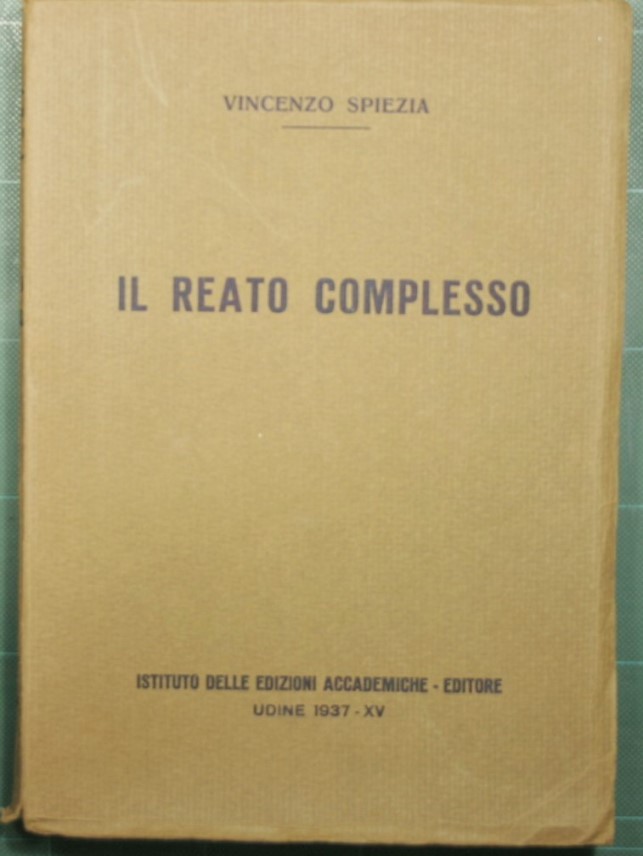 VINCENZO SPIEZIA
IL REATO COMPLESSO
ISTITUTO DELLE EDIZIONI ACCADEMICHE - EDITORE
UDINE 1937 - XV